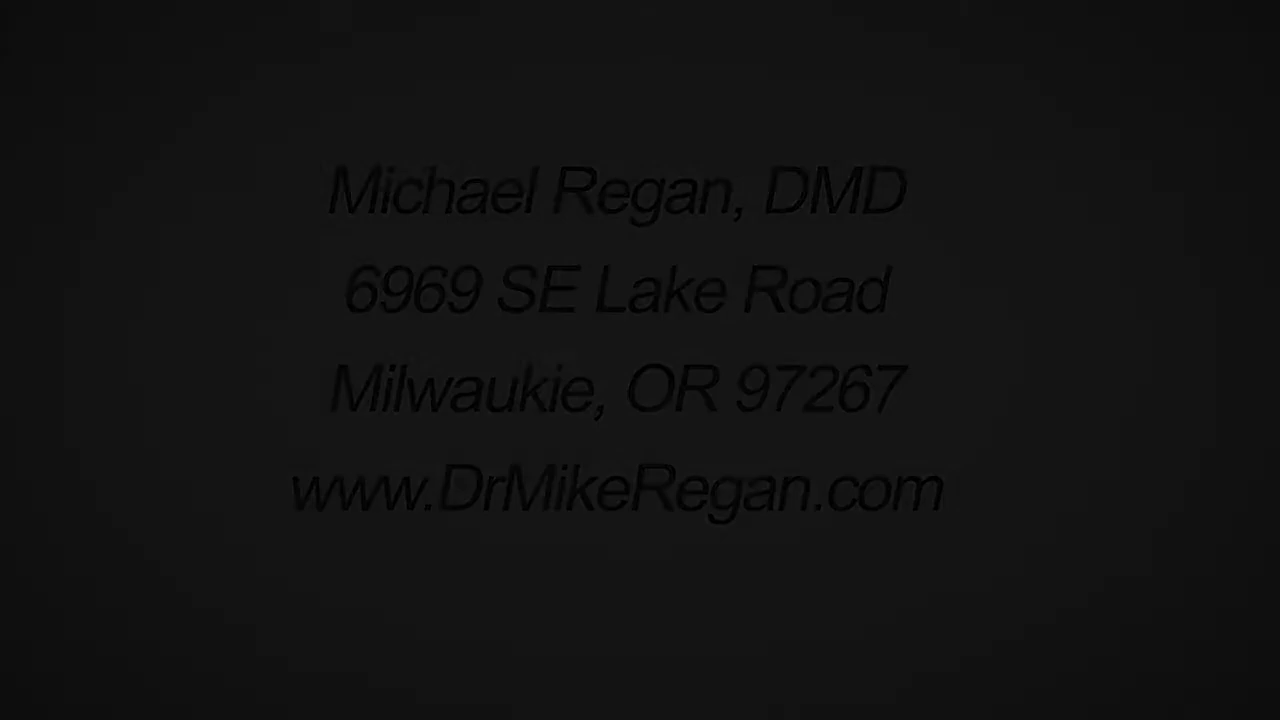 Michael Regan, DMD
6969 SE Lake Road
Milwaukie, OR 97267
www.DrMikeRegan.com